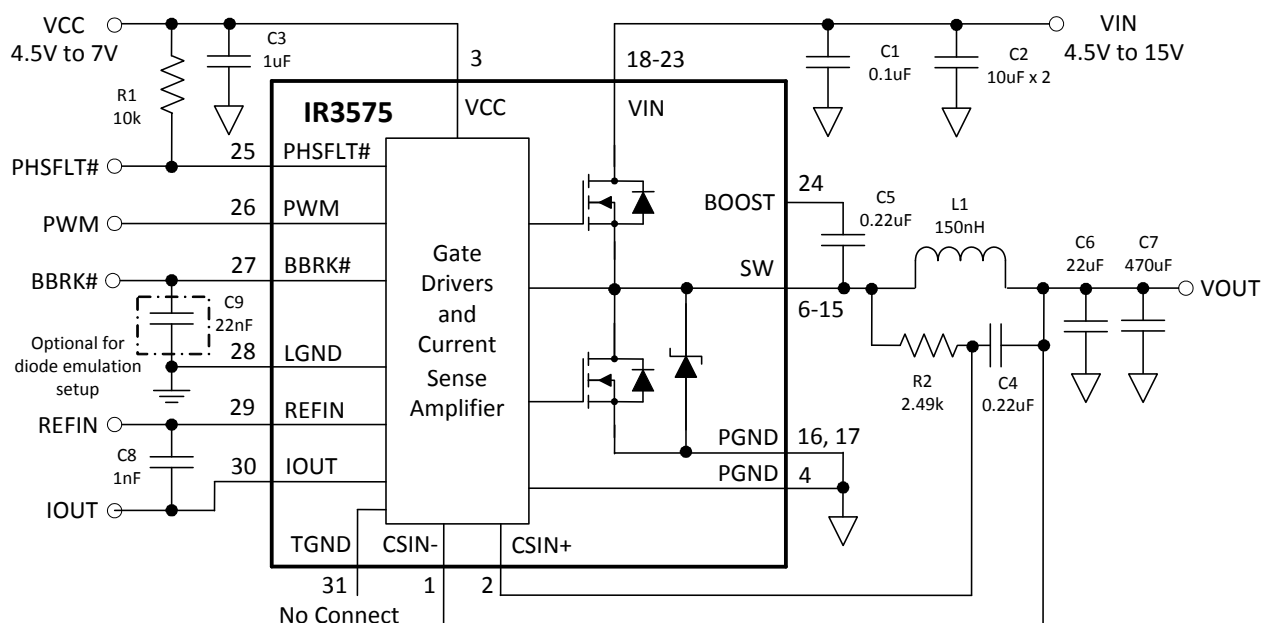 VCC
4.5V to 7V
C3
1uF
3
18-23
C1
0.1uF
C2
10uF x 2
VIN
4.5V to 15V
R1
10k
IR3575
VCC
VIN
PHSFLT#
25
PHSFLT#
24
BOOST
C5
0.22uF
L1
150nH
PWM
26
PWM
C6
22uF
C7
470uF
BBRK#
27
BBRK#
Gate
Drivers
and
Current
Sense
Amplifier
SW
6-15
VOUT
C9
22nF
Optional for
diode emulation
setup
28
LGND
R2
2.49k
C4
0.22uF
REFIN
29
REFIN
PGND
16, 17
C8
1nF
30
IOUT
PGND
4
IOUT
TGND
CSIN-
CSIN+
31
1
2
No Connect